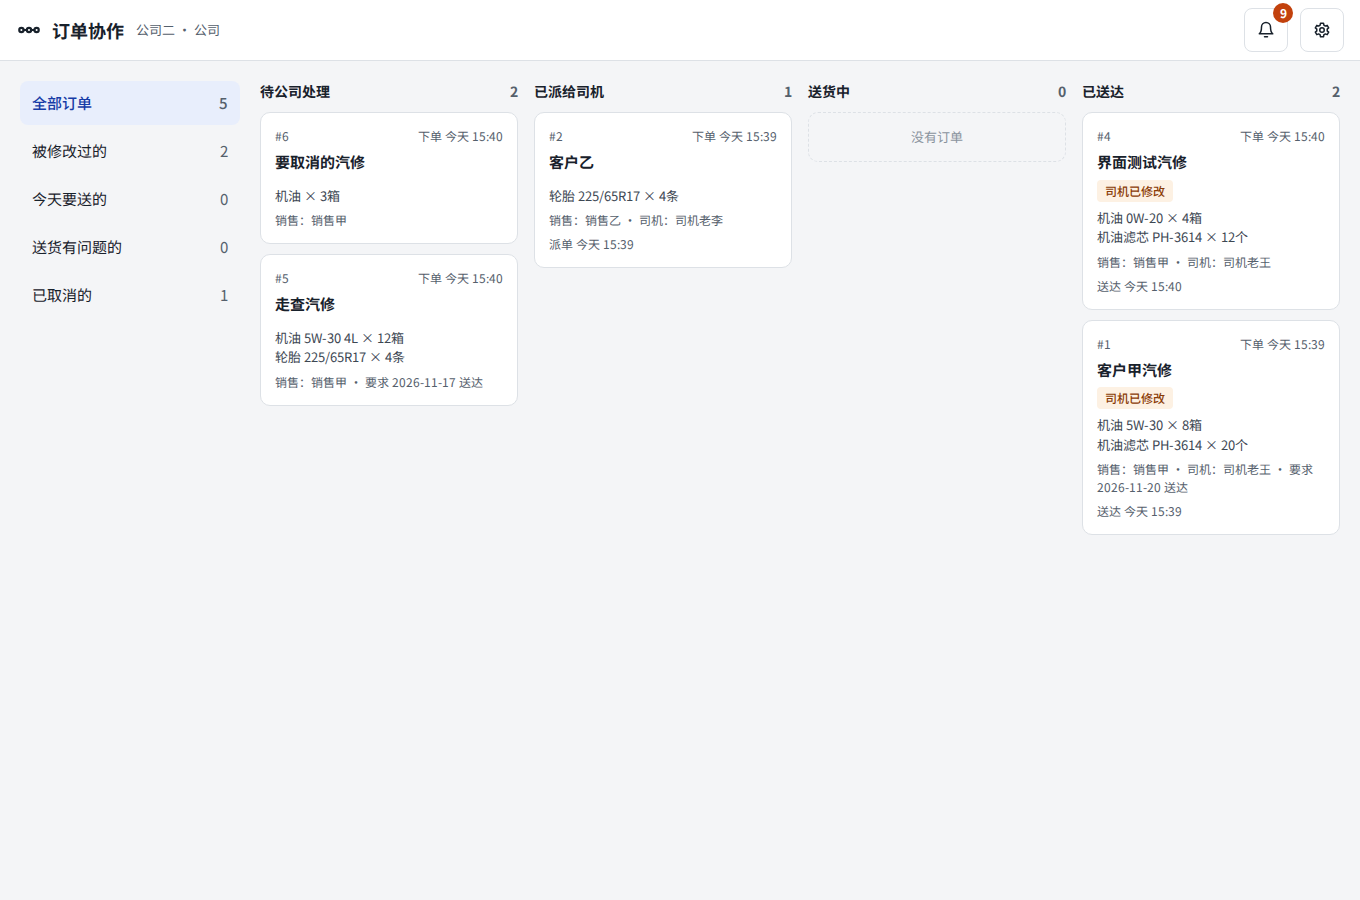 订单协作 公司二 · 公司
9
全部订单 5
被修改过的 2
今天要送的 0
送货有问题的 0
已取消的 1
待公司处理 2
#6 下单 今天 15:40
要取消的汽修
机油 × 3箱
销售：销售甲
#5 下单 今天 15:40
走查汽修
机油 5W-30 4L × 12箱
轮胎 225/65R17 × 4条
销售：销售甲 · 要求 2026-11-17 送达
已派给司机 1
#2 下单 今天 15:39
客户乙
轮胎 225/65R17 × 4条
销售：销售乙 · 司机：司机老李
派单 今天 15:39
送货中 0
没有订单
已送达 2
#4 下单 今天 15:40
界面测试汽修
司机已修改
机油 0W-20 × 4箱
机油滤芯 PH-3614 × 12个
销售：销售甲 · 司机：司机老王
送达 今天 15:40
#1 下单 今天 15:39
客户甲汽修
司机已修改
机油 5W-30 × 8箱
机油滤芯 PH-3614 × 20个
销售：销售甲 · 司机：司机老王 · 要求
2026-11-20 送达
送达 今天 15:39